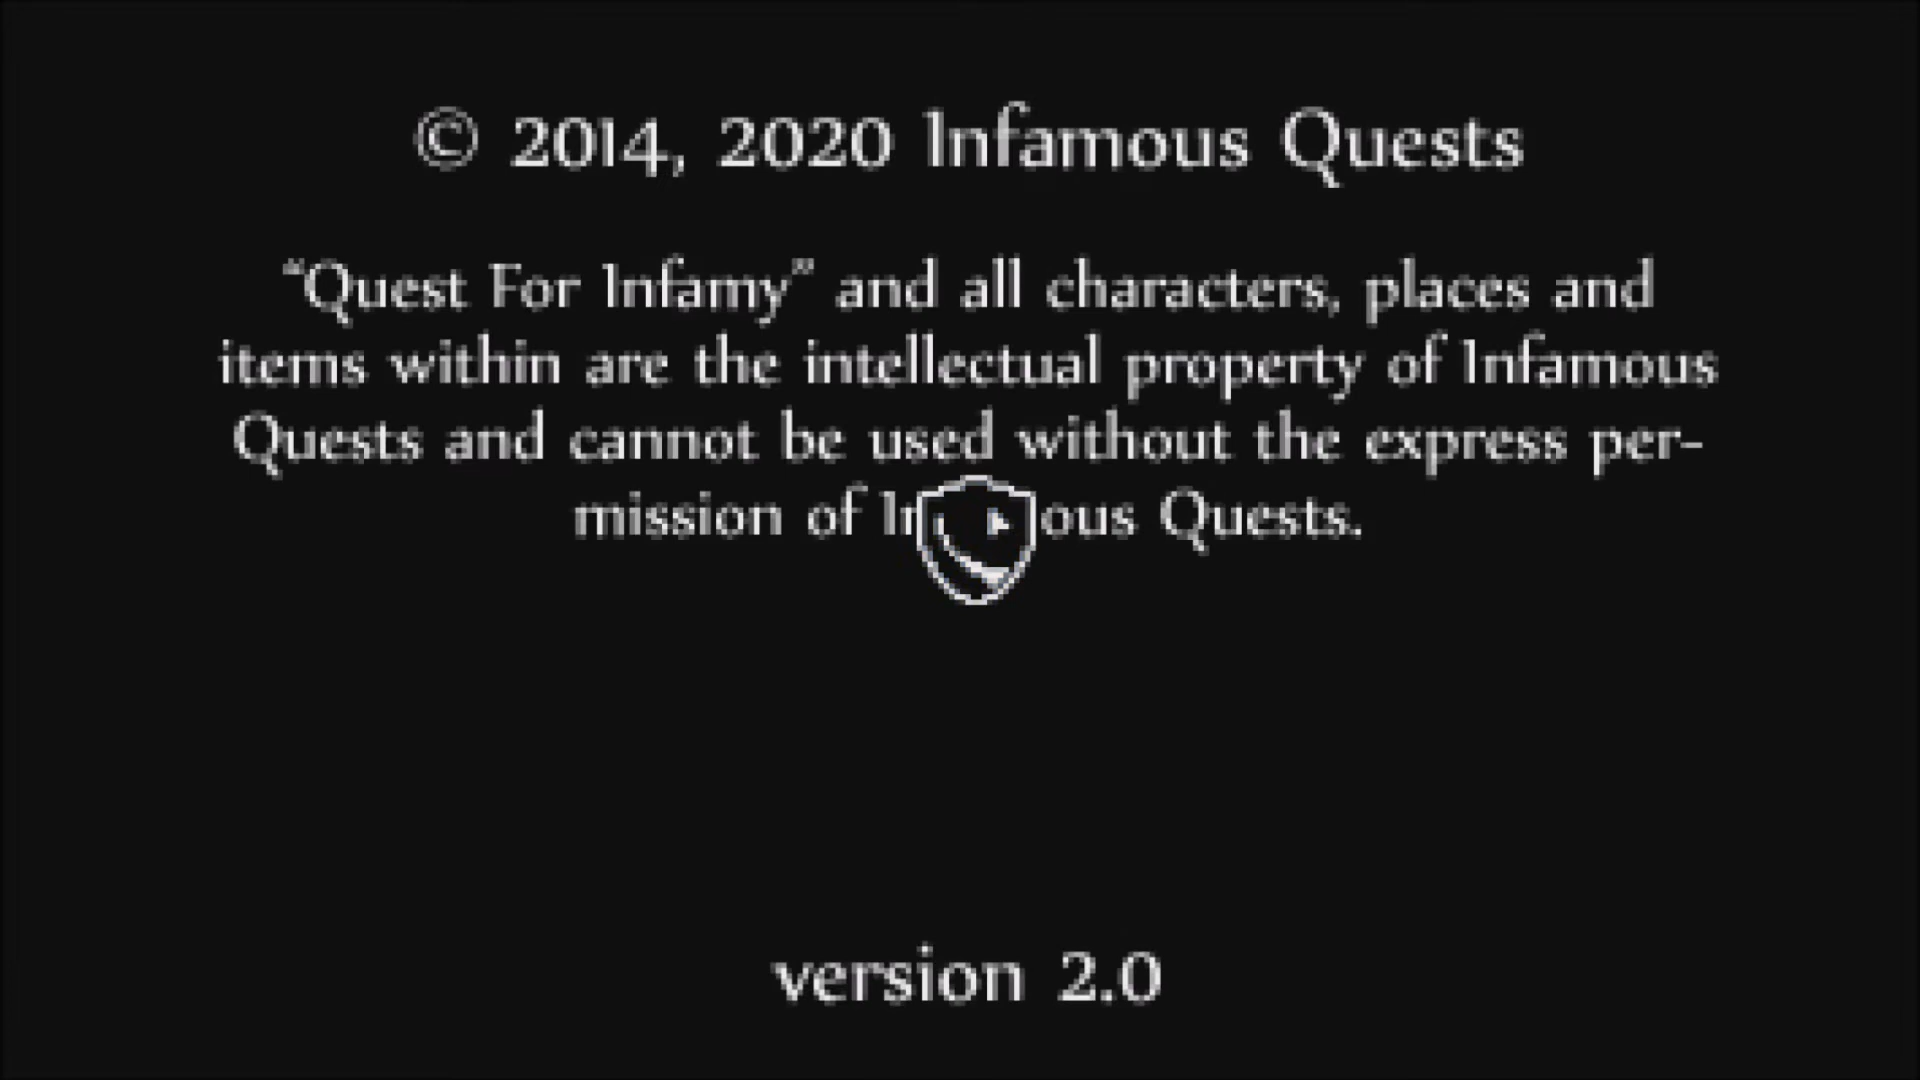 © 2014, 2020 Infamous Quests
“Quest For Infamy” and all characters, places and
items within are the intellectual property of Infamous
Quests and cannot be used without the express per-
mission of Quests.
version 2.0